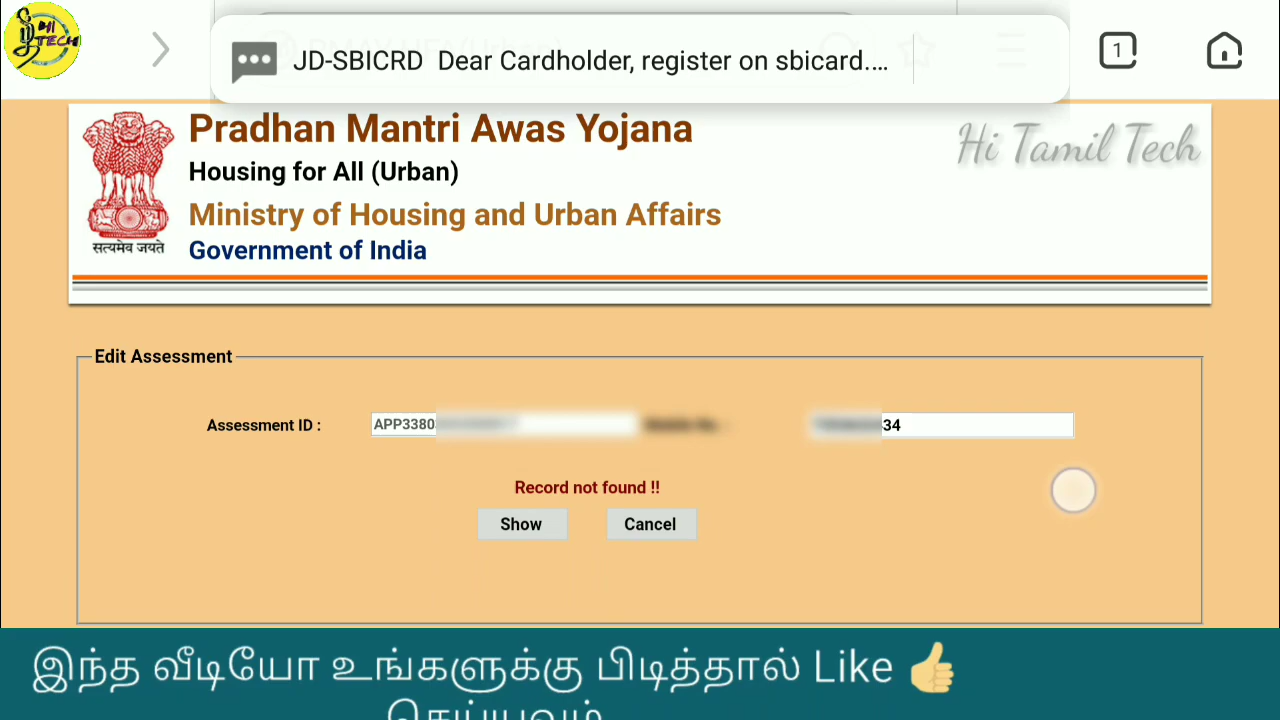 ஹி
HI
TECH
JD-SBICRD Dear Cardholder, register on sbicard....
1
Pradhan Mantri Awas Yojana
Housing for All (Urban)
Ministry of Housing and Urban Affairs
Government of India
सत्यमेव जयते
Hi Tamil Tech
Edit Assessment
Assessment ID :
APP3380
34
Record not found !!
Show
Cancel
இந்த வீடியோ உங்களுக்கு பிடித்தால் Like 👍